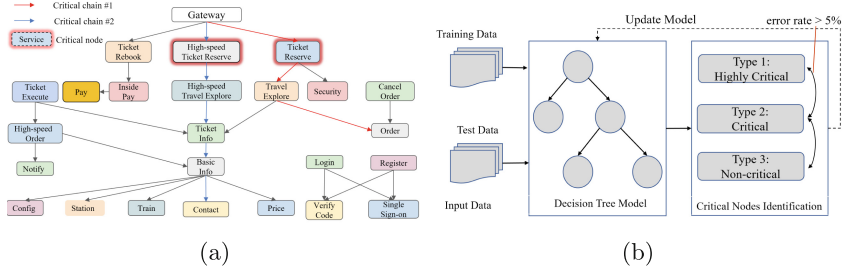 Critical chain #1
Critical chain #2
Service
Critical node
Gateway
Ticket
Rebook
High-speed
Ticket Reserve
Ticket
Reserve
Ticket
Execute
Pay
Inside
Pay
High-speed
Travel Explore
Travel
Explore
Security
Cancel
Order
High-speed
Order
Ticket
Info
Order
Notify
Basic
Info
Login
Register
Config
Station
Train
Contact
Price
Verify
Code
Single
Sign-on
(a)
Update Model
error rate > 5%
Training Data
Test Data
Input Data
Decision Tree Model
Type 1:
Highly Critical
Type 2:
Critical
Type 3:
Non-critical
Critical Nodes Identification
(b)